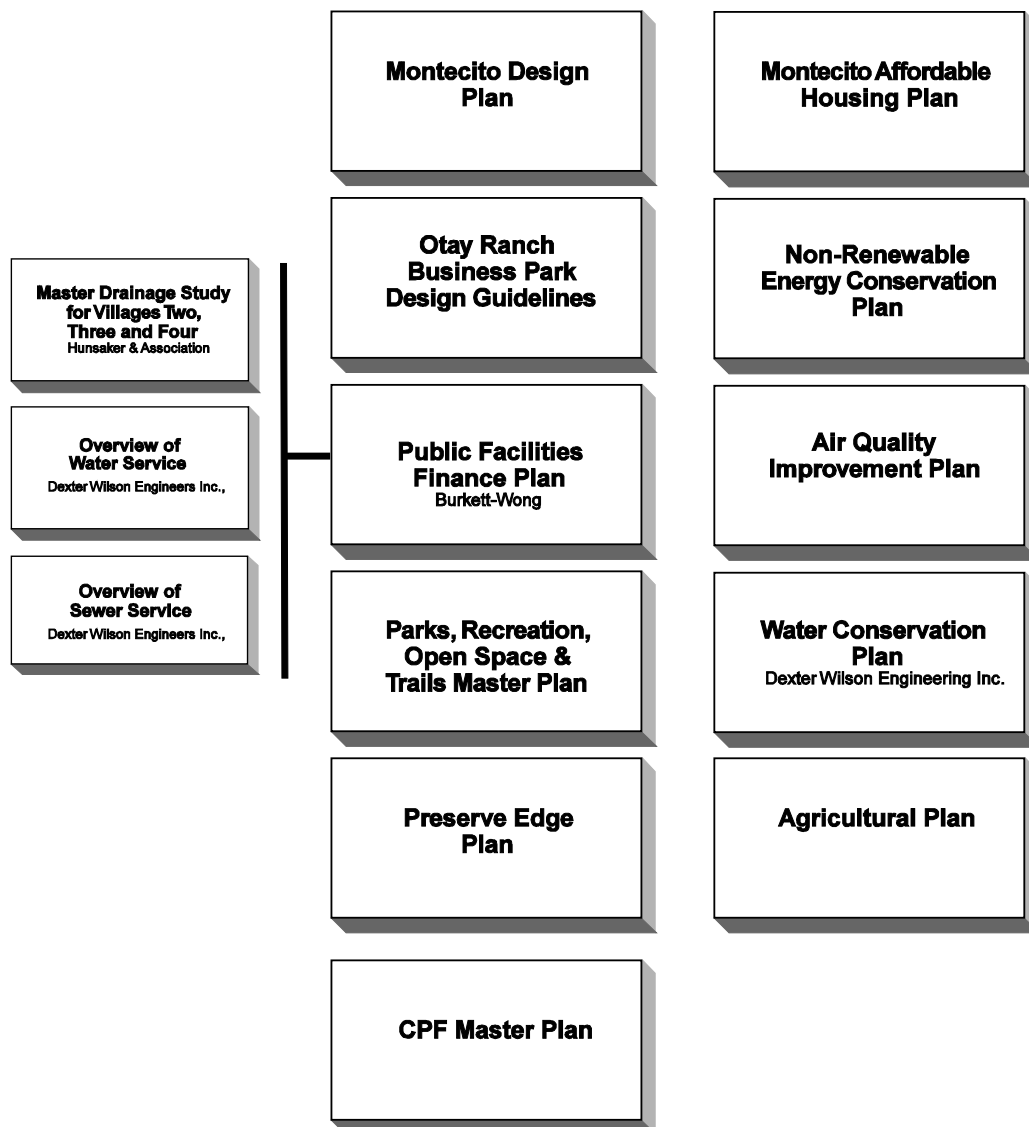 Montecito Design
Plan
Montecito Affordable
Housing Plan
Otay Ranch
Business Park
Design Guidelines
Non-Renewable
Energy Conservation
Plan
Master Drainage Study
for Villages Two,
Three and Four
Hunsaker & Association
Overview of
Water Service
Dexter Wilson Engineers Inc.,
Overview of
Sewer Service
Dexter Wilson Engineers Inc.,
Public Facilities
Finance Plan
Burkett-Wong
Air Quality
Improvement Plan
Parks, Recreation,
Open Space &
Trails Master Plan
Water Conservation
Plan
Dexter Wilson Engineering Inc.
Preserve Edge
Plan
Agricultural Plan
CPF Master Plan